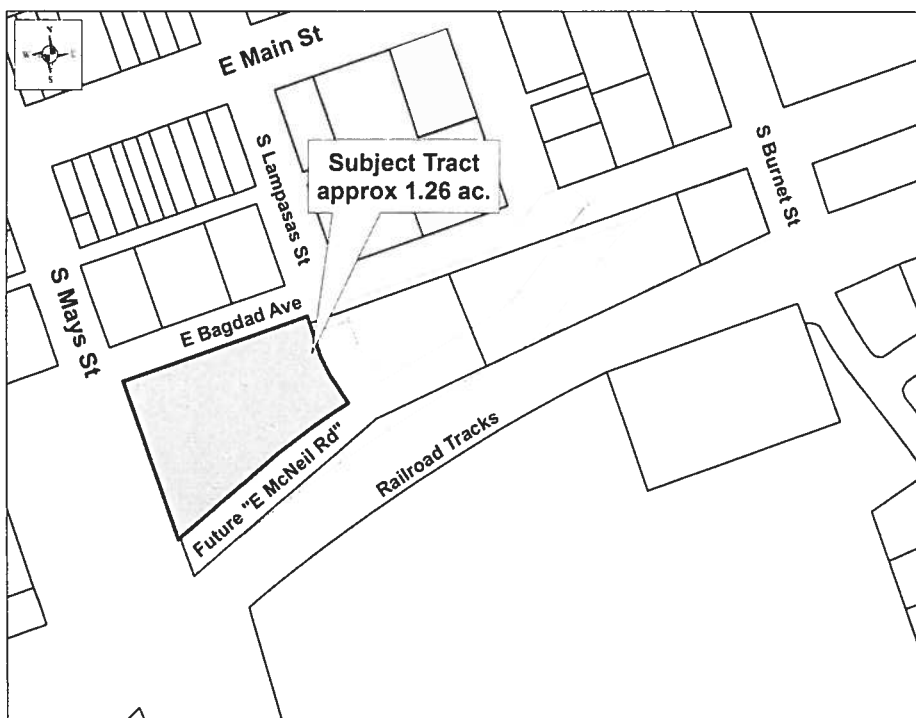 N
W E
S
E Main St
S Lampasas St
Subject Tract
approx 1.26 ac.
S Burnet St
S Mays St
E Bagdad Ave
Future "E McNeil Rd"
Railroad Tracks